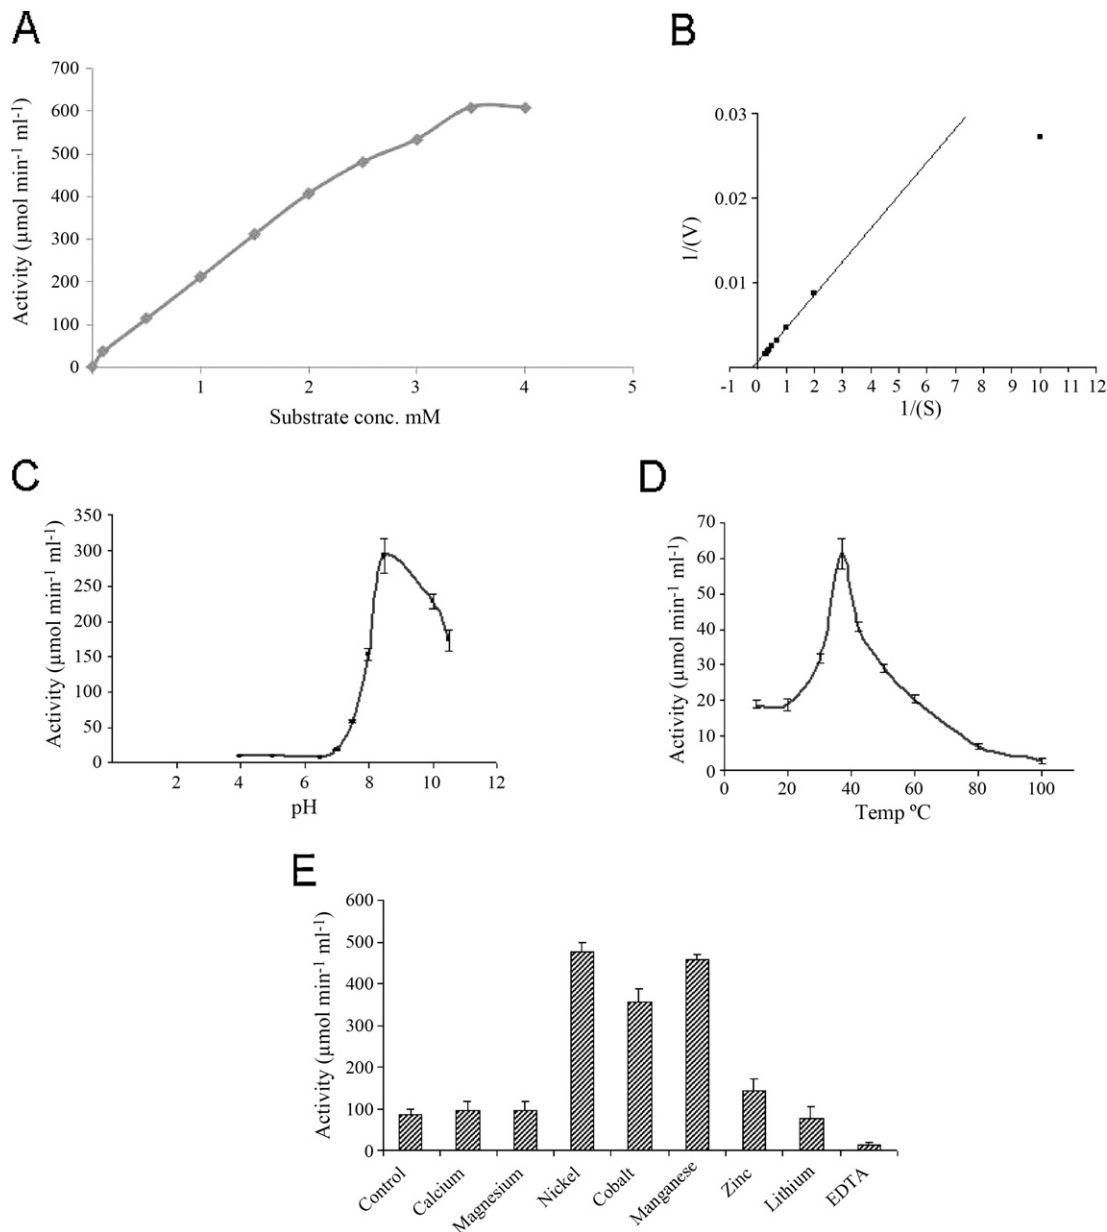 A
Activity (µmol min⁻¹ ml⁻¹)
700
600
500
400
300
200
100
0
1 2 3 4 5
Substrate conc. mM
B
1/(V)
0.03
0.02
0.01
-1 0 1 2 3 4 5 6 7 8 9 10 11 12
1/(S)
C
Activity (µmol min⁻¹ ml⁻¹)
350
300
250
200
150
100
50
0
2 4 6 8 10 12
pH
D
Activity (µmol min⁻¹ ml⁻¹)
70
60
50
40
30
20
10
0
0 20 40 60 80 100
Temp ºC
E
Activity (µmol min⁻¹ ml⁻¹)
600
500
400
300
200
100
0
Control
Calcium
Magnesium
Nickel
Cobalt
Manganese
Zinc
Lithium
EDTA